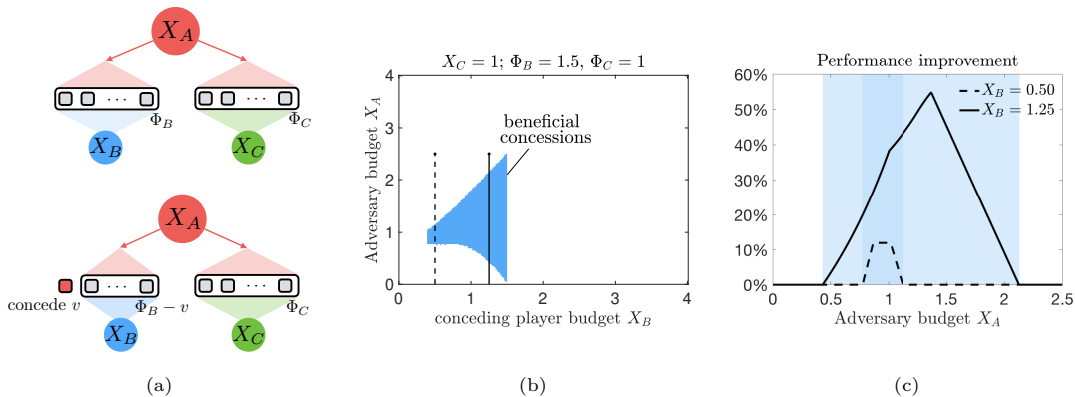 X_A
··· ···
Φ_B Φ_C
X_B X_C
X_A
··· ···
concede v Φ_B − v Φ_C
X_B X_C
(a)
X_C = 1; Φ_B = 1.5, Φ_C = 1
Adversary budget X_A
4
3
2
1
0
beneficial
concessions
0 1 2 3 4
conceding player budget X_B
(b)
Performance improvement
60%
50%
40%
30%
20%
10%
0%
X_B = 0.50
X_B = 1.25
0 0.5 1 1.5 2 2.5
Adversary budget X_A
(c)